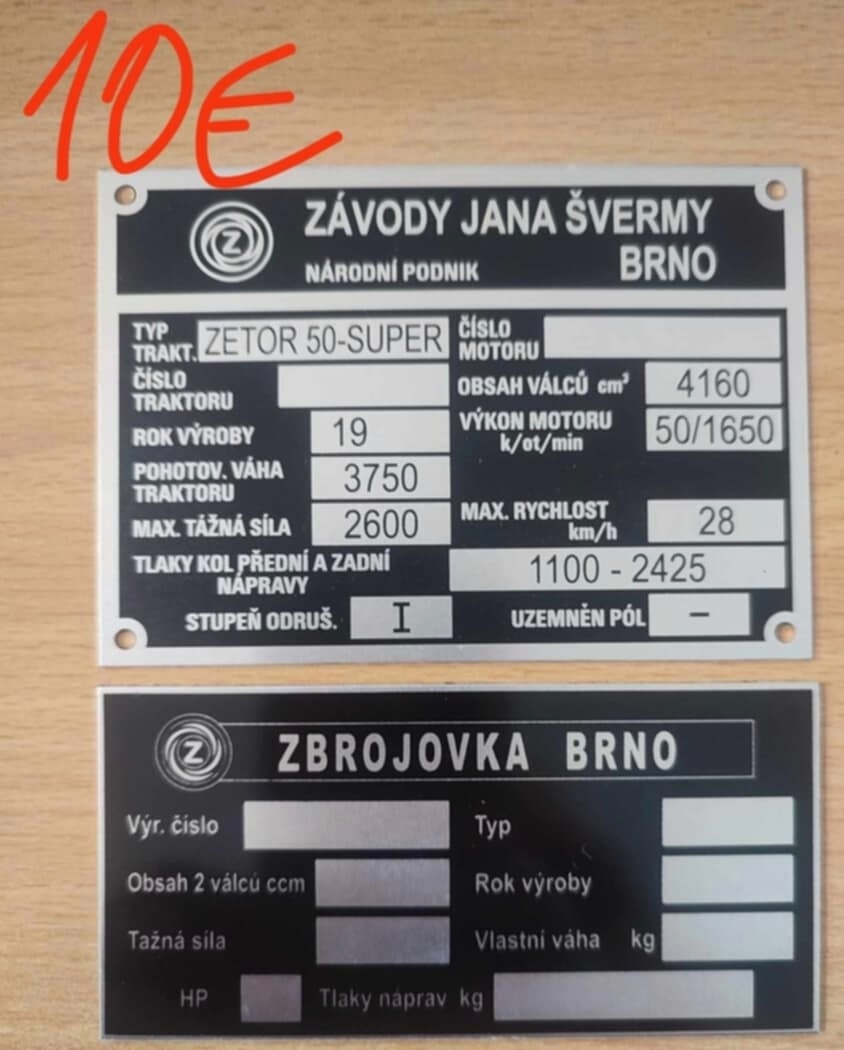 10€
ZÁVODY JANA ŠVERMY
NÁRODNÍ PODNIK BRNO
TYP TRAKT. ZETOR 50-SUPER
ČÍSLO MOTORU
ČÍSLO TRAKTORU
OBSAH VÁLCŮ cm³ 4160
ROK VÝROBY 19
VÝKON MOTORU k/ot/min 50/1650
POHOTOV. VÁHA TRAKTORU 3750
MAX. TÁŽNÁ SÍLA 2600
MAX. RYCHLOST km/h 28
TLAKY KOL PŘEDNÍ A ZADNÍ NÁPRAVY 1100 - 2425
STUPEŇ ODRUŠ. I
UZEMNĚN PÓL –
Z
ZBROJOVKA BRNO
Výr. číslo Typ
Obsah 2 válcú ccm Rok výroby
Tažná síla Vlastní váha kg
HP Tlaky náprav kg